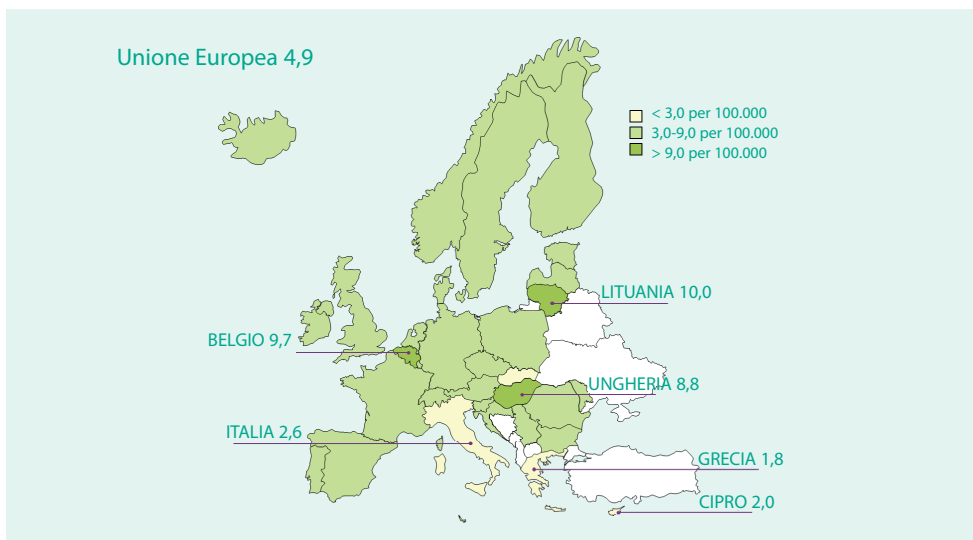 Unione Europea 4,9
< 3,0 per 100.000
3,0-9,0 per 100.000
> 9,0 per 100.000
LITUANIA 10,0
BELGIO 9,7
UNGHERIA 8,8
ITALIA 2,6
GRECIA 1,8
CIPRO 2,0